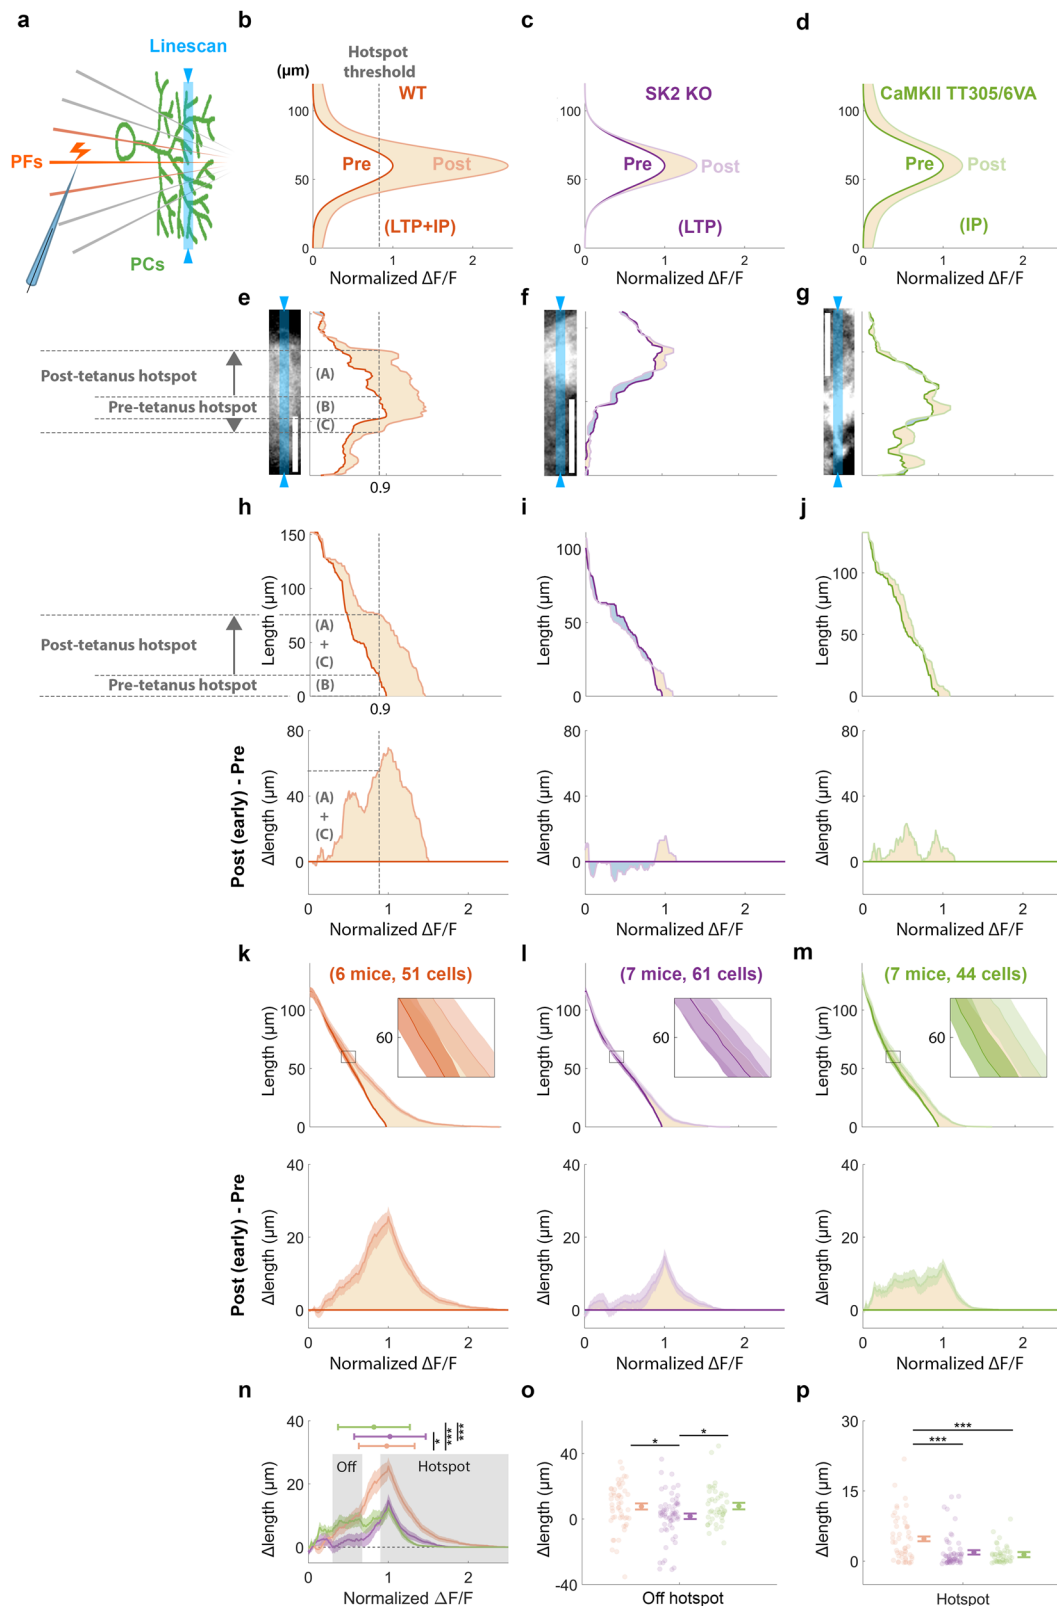 a
b
c
d
Linescan
PFs
PCs
(μm)
Hotspot
threshold
WT
SK2 KO
CaMKII TT305/6VA
100
50
0
Pre
Post
(LTP+IP)
0
1
2
Normalized ΔF/F
100
50
0
Pre
Post
(LTP)
0
1
2
Normalized ΔF/F
100
50
0
Pre
Post
(IP)
0
1
2
Normalized ΔF/F
e
f
g
Post-tetanus hotspot
Pre-tetanus hotspot
(A)
(B)
(C)
0.9
h
i
j
Length (μm)
150
100
50
0
Post-tetanus hotspot
Pre-tetanus hotspot
(A)
+
(C)
(B)
0.9
Length (μm)
100
50
0
Length (μm)
100
50
0
Post (early) - Pre
Δlength (μm)
80
40
0
(A)
+
(C)
0
1
2
Normalized ΔF/F
Δlength (μm)
80
40
0
0
1
2
Normalized ΔF/F
Δlength (μm)
80
40
0
0
1
2
Normalized ΔF/F
k
l
m
(6 mice, 51 cells)
(7 mice, 61 cells)
(7 mice, 44 cells)
Length (μm)
100
50
0
60
Length (μm)
100
50
0
60
Length (μm)
100
50
0
60
Post (early) - Pre
Δlength (μm)
40
20
0
0
1
2
Normalized ΔF/F
Δlength (μm)
40
20
0
0
1
2
Normalized ΔF/F
Δlength (μm)
40
20
0
0
1
2
Normalized ΔF/F
n
o
p
Δlength (μm)
40
20
0
Off
Hotspot
*
***
***
0
1
2
Normalized ΔF/F
Δlength (μm)
40
0
-40
*
*
Off hotspot
Δlength (μm)
30
15
0
***
***
Hotspot